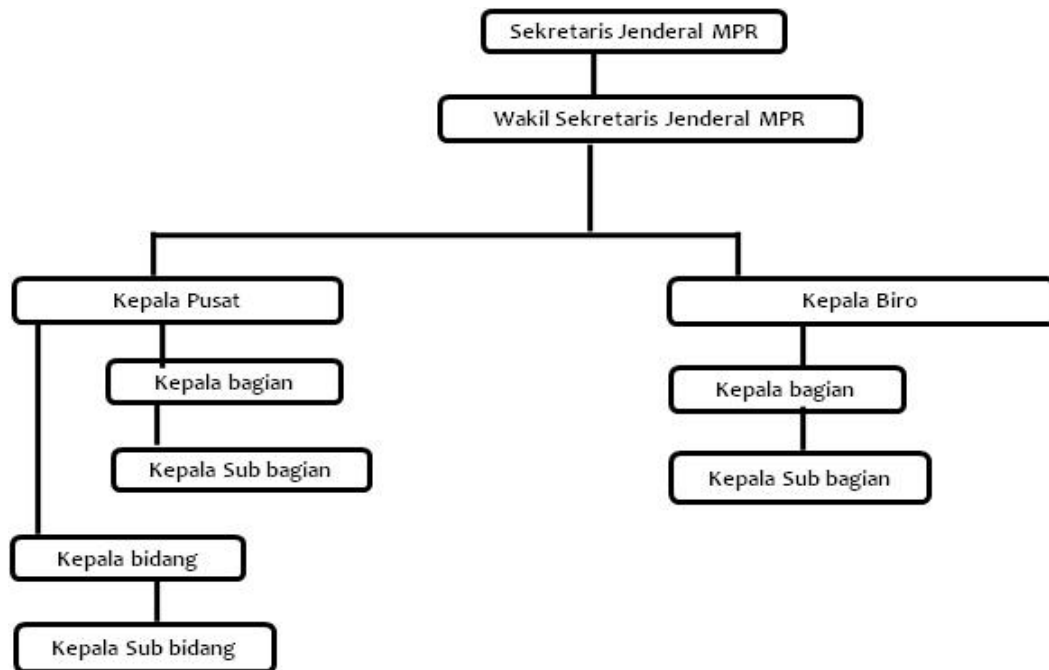 Sekretaris Jenderal MPR
Wakil Sekretaris Jenderal MPR
Kepala Pusat
Kepala Biro
Kepala bagian
Kepala bagian
Kepala Sub bagian
Kepala Sub bagian
Kepala bidang
Kepala Sub bidang